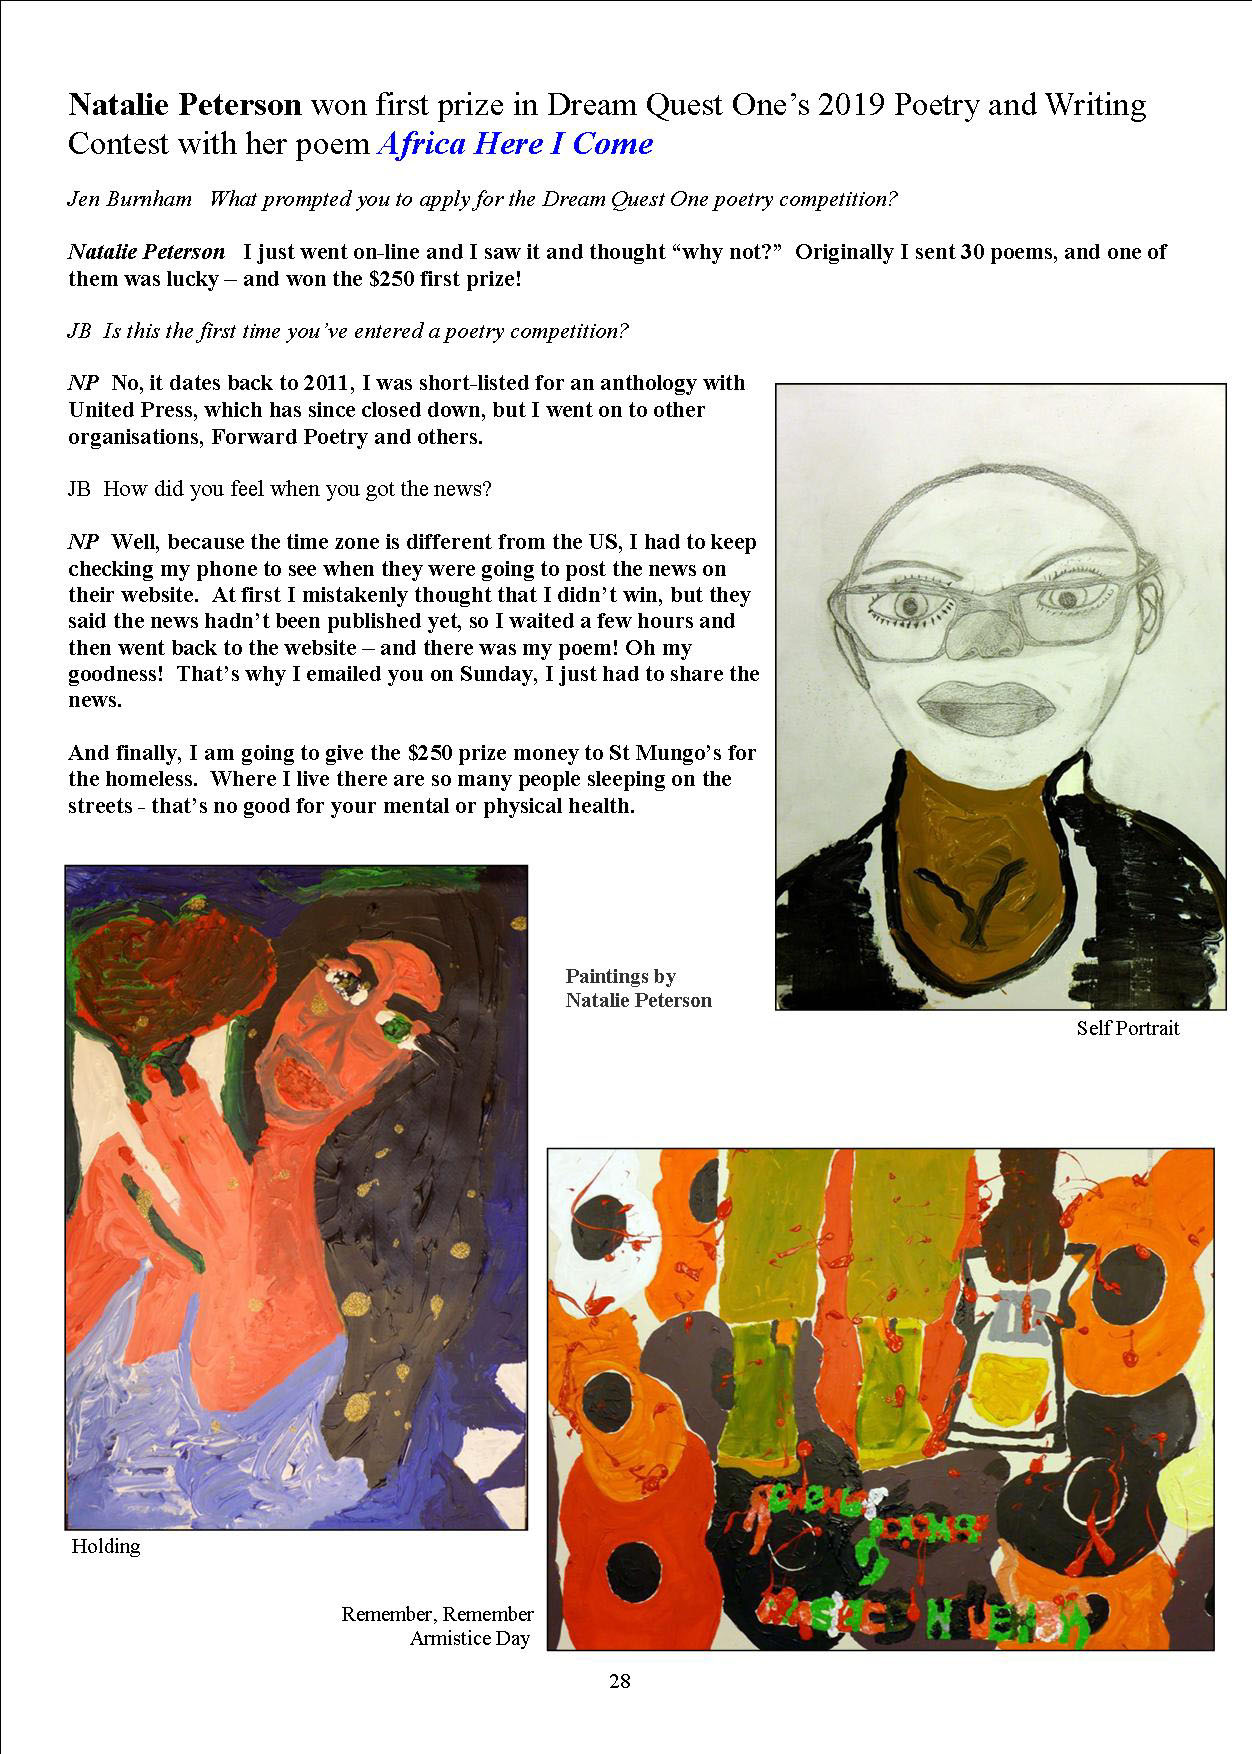 Natalie Peterson won first prize in Dream Quest One’s 2019 Poetry and Writing
Contest with her poem Africa Here I Come
Jen Burnham What prompted you to apply for the Dream Quest One poetry competition?
Natalie Peterson I just went on-line and I saw it and thought “why not?” Originally I sent 30 poems, and one of
them was lucky – and won the $250 first prize!
JB Is this the first time you’ve entered a poetry competition?
NP No, it dates back to 2011, I was short-listed for an anthology with
United Press, which has since closed down, but I went on to other
organisations, Forward Poetry and others.
JB How did you feel when you got the news?
NP Well, because the time zone is different from the US, I had to keep
checking my phone to see when they were going to post the news on
their website. At first I mistakenly thought that I didn’t win, but they
said the news hadn’t been published yet, so I waited a few hours and
then went back to the website – and there was my poem! Oh my
goodness! That’s why I emailed you on Sunday, I just had to share the
news.
And finally, I am going to give the $250 prize money to St Mungo’s for
the homeless. Where I live there are so many people sleeping on the
streets - that’s no good for your mental or physical health.
Paintings by
Natalie Peterson
Self Portrait
Holding
Remember, Remember
Armistice Day
28